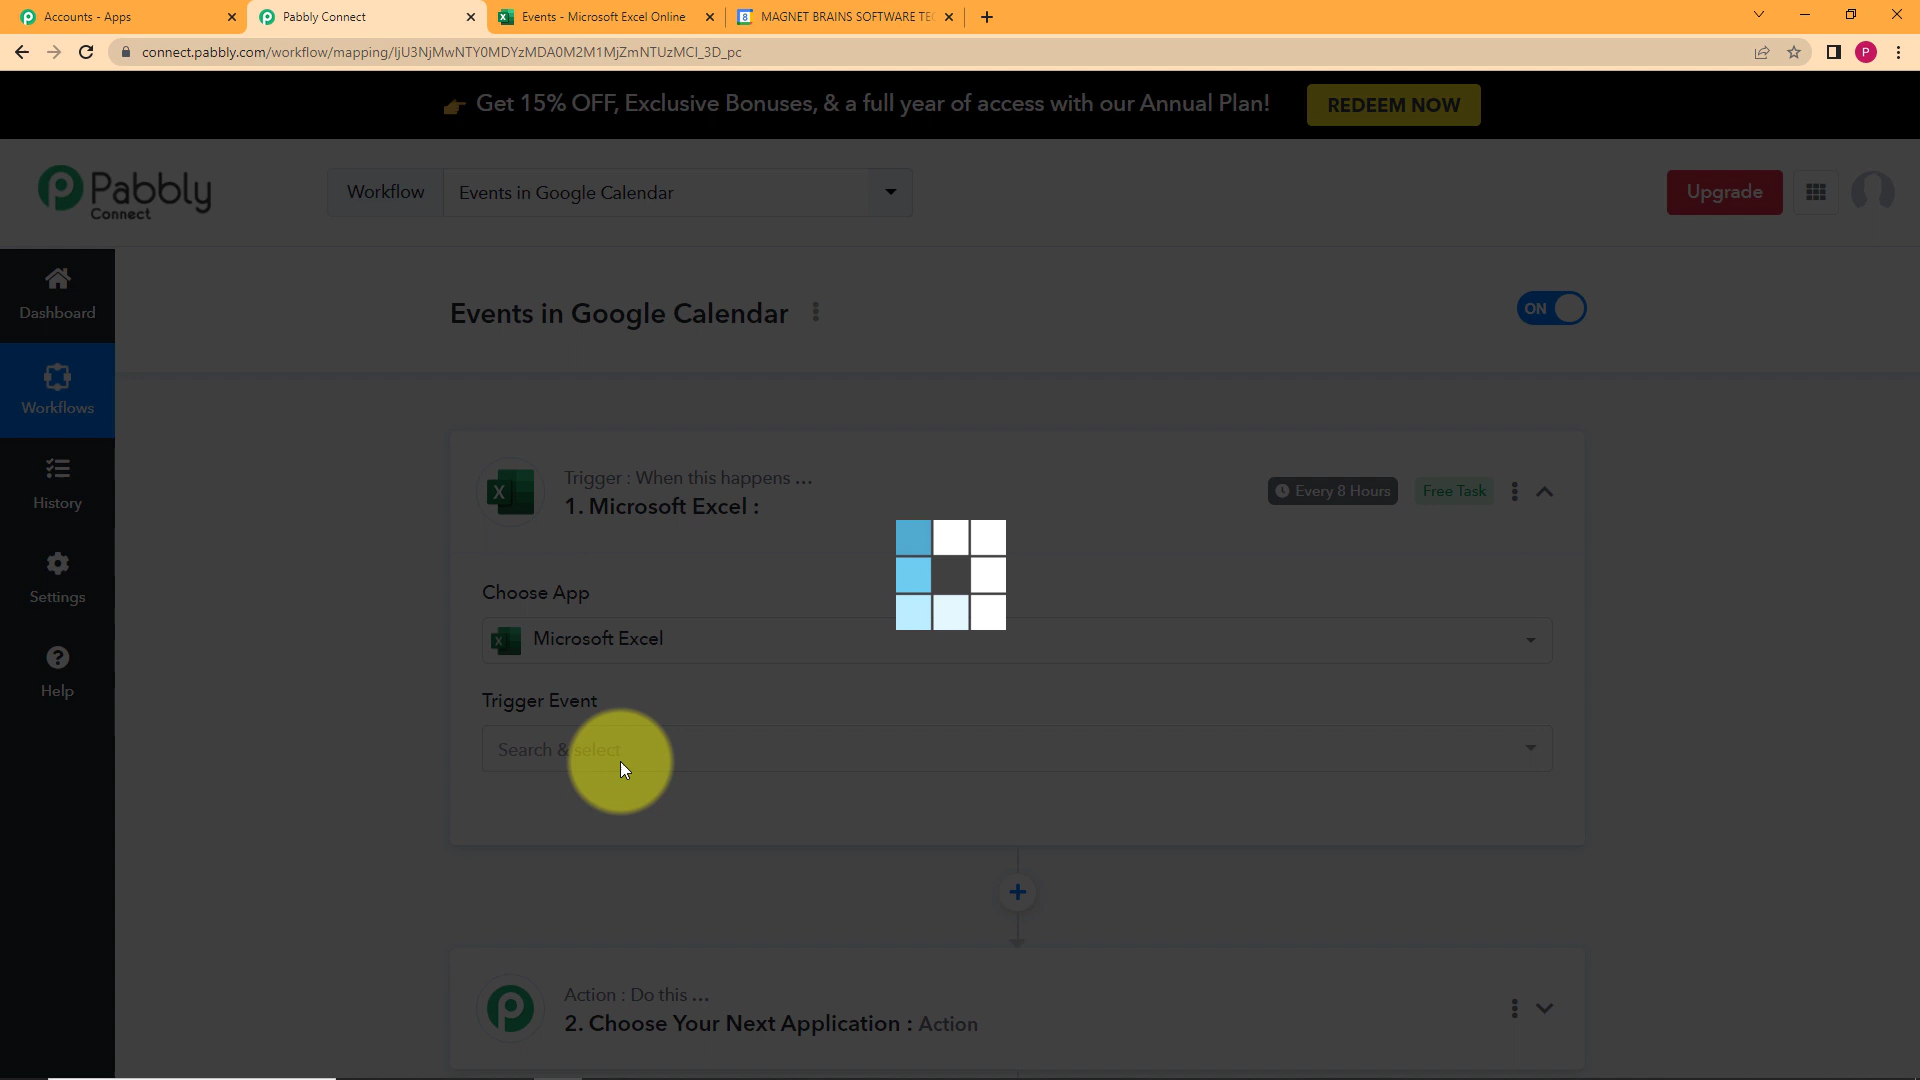 Accounts - Apps
Pabbly Connect
Events - Microsoft Excel Online
8
MAGNET BRAINS SOFTWARE TEC
connect.pabbly.com/workflow/mapping/IjU3NjMwNTY0MDYzMDA0M2M1MjZmNTUzMCI_3D_pc
P
Get 15% OFF, Exclusive Bonuses, & a full year of access with our Annual Plan!
REDEEM NOW
Pabbly
Connect
Workflow
Events in Google Calendar
Upgrade
Dashboard
Workflows
History
Settings
Help
Events in Google Calendar
ON
Trigger : When this happens ...
1. Microsoft Excel :
Every 8 Hours
Free Task
Choose App
Microsoft Excel
Trigger Event
Search & select
Action : Do this ...
2. Choose Your Next Application : Action